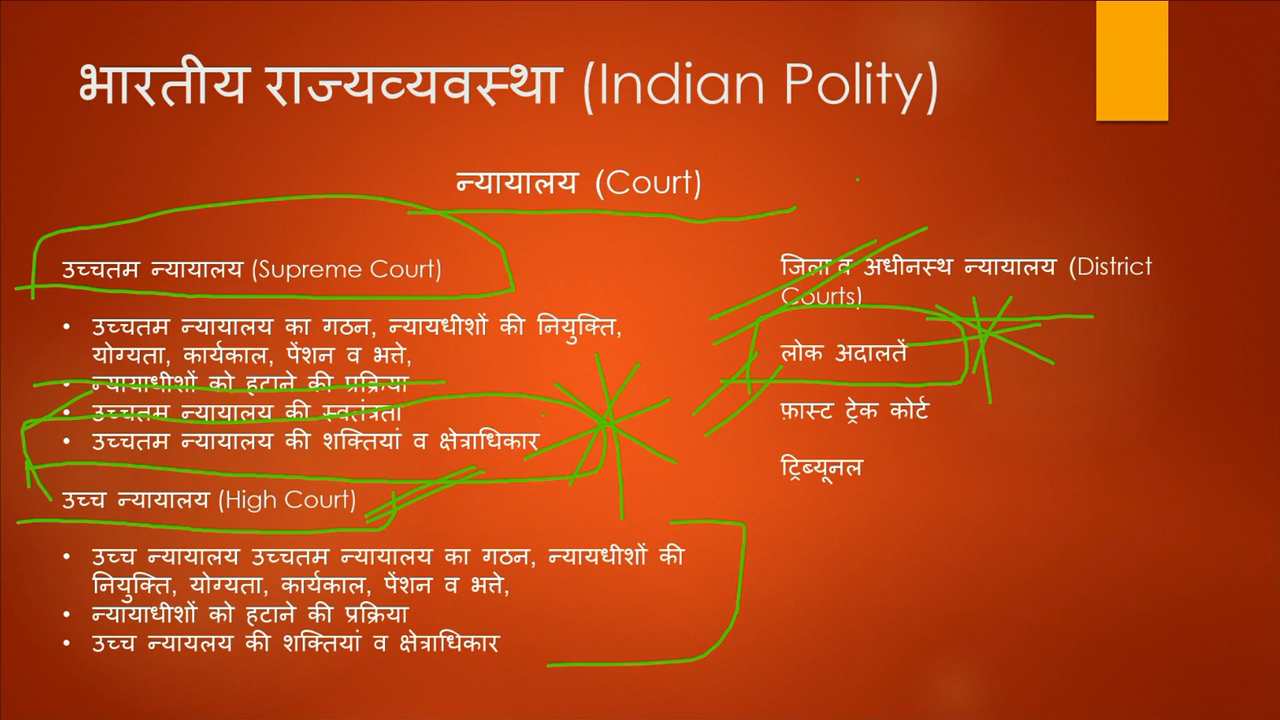 भारतीय राज्यव्यवस्था (Indian Polity)
न्यायालय (Court)
उच्चतम न्यायालय (Supreme Court)
• उच्चतम न्यायालय का गठन, न्यायधीशों की नियुक्ति,
योग्यता, कार्यकाल, पेंशन व भत्ते,
• न्यायाधीशों को हटाने की प्रक्रिया
• उच्चतम न्यायालय की स्वतंत्रता
• उच्चतम न्यायालय की शक्तियां व क्षेत्राधिकार
उच्च न्यायालय (High Court)
• उच्च न्यायालय उच्चतम न्यायालय का गठन, न्यायधीशों की
नियुक्ति, योग्यता, कार्यकाल, पेंशन व भत्ते,
• न्यायाधीशों को हटाने की प्रक्रिया
• उच्च न्यायलय की शक्तियां व क्षेत्राधिकार
जिला व अधीनस्थ न्यायालय (District
Courts)
लोक अदालतें
फ़ास्ट ट्रेक कोर्ट
ट्रिब्यूनल